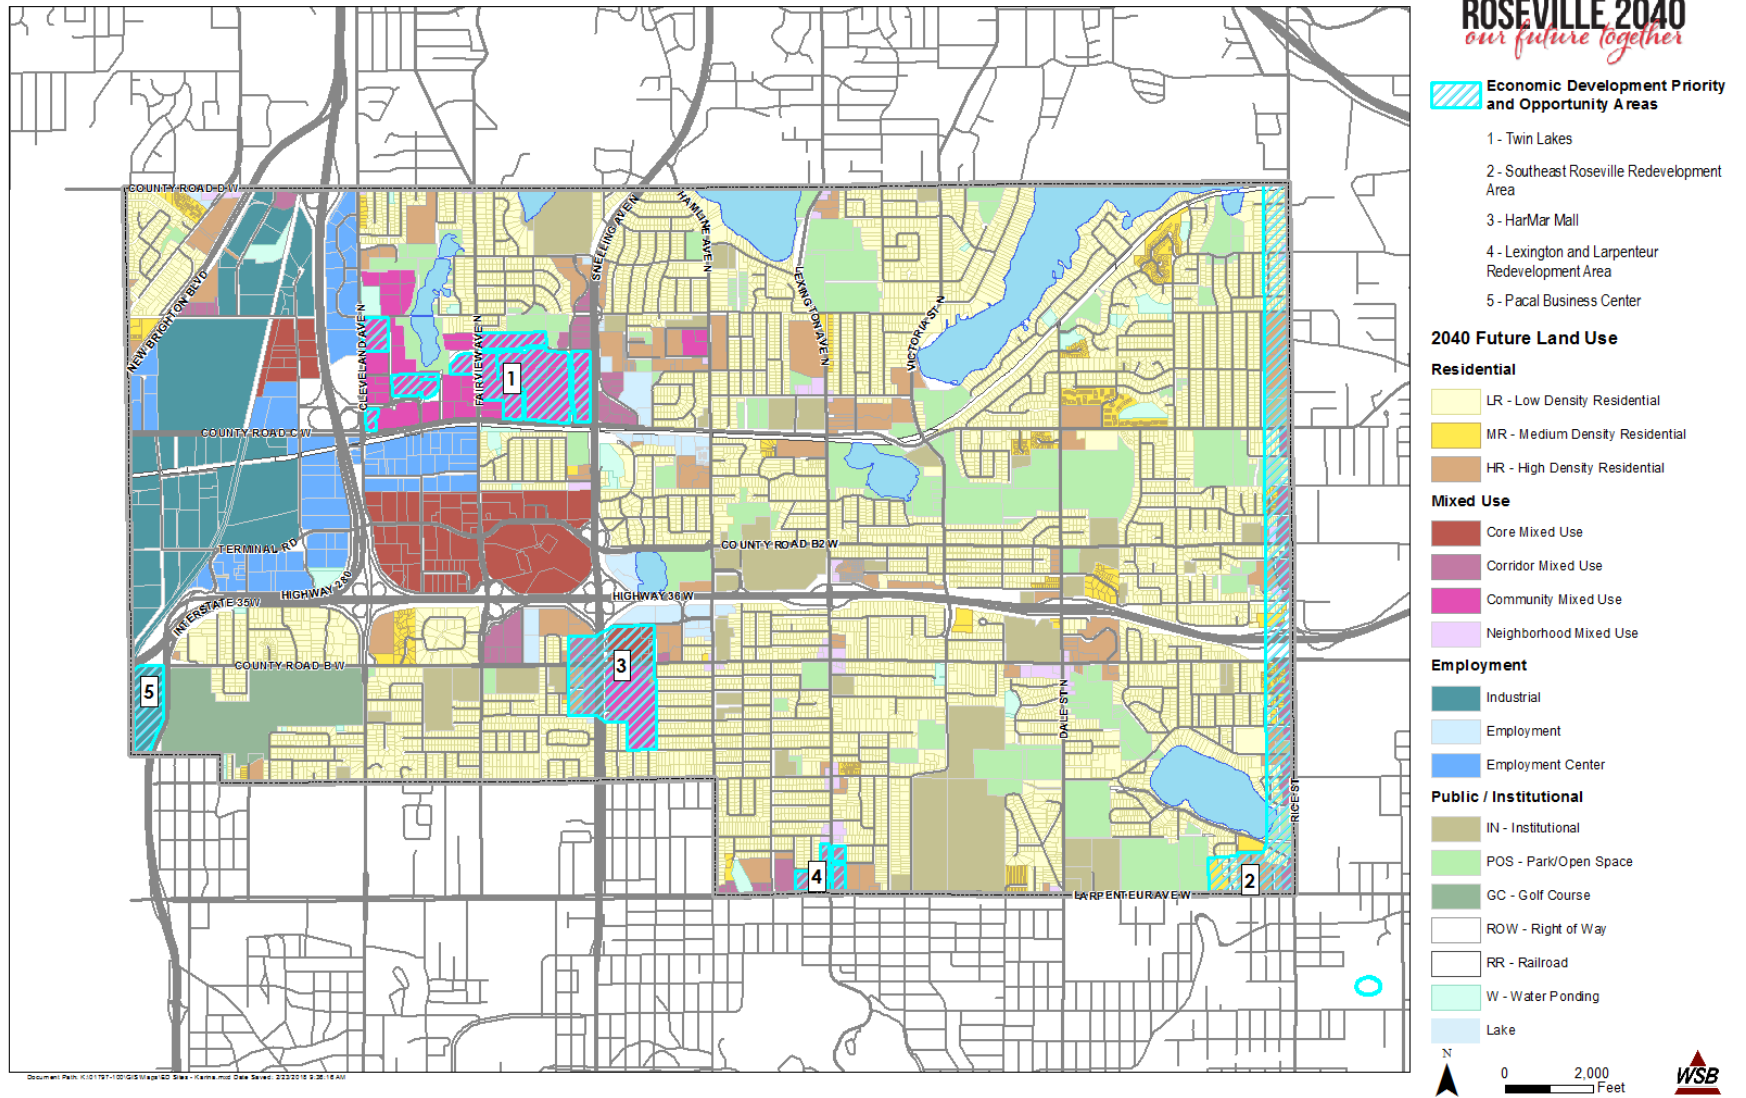 ROSEVILLE 2040
our future together
Economic Development Priority
and Opportunity Areas
1 - Twin Lakes
2 - Southeast Roseville Redevelopment
Area
3 - HarMar Mall
4 - Lexington and Larpenteur
Redevelopment Area
5 - Pacal Business Center
2040 Future Land Use
Residential
LR - Low Density Residential
MR - Medium Density Residential
HR - High Density Residential
Mixed Use
Core Mixed Use
Corridor Mixed Use
Community Mixed Use
Neighborhood Mixed Use
Employment
Industrial
Employment
Employment Center
Public / Institutional
IN - Institutional
POS - Park/Open Space
GC - Golf Course
ROW - Right of Way
RR - Railroad
W - Water Ponding
Lake
N
0 2,000
Feet
WSB
COUNTY ROAD D W
NEW BRIGHTON BLVD
CLEVELAND AVE N
FAIRVIEW AVE N
SNELLING AVE N
HAMLINE AVE N
LEXINGTON AVE N
VICTORIA ST N
1
COUNTY ROAD C W
TERMINAL RD
COUNTY ROAD B2 W
HIGHWAY 280
INTERSTATE 35W
HIGHWAY 36 W
COUNTY ROAD B W
3
5
DALE ST N
RICE ST
4
2
LARPENTEUR AVE W